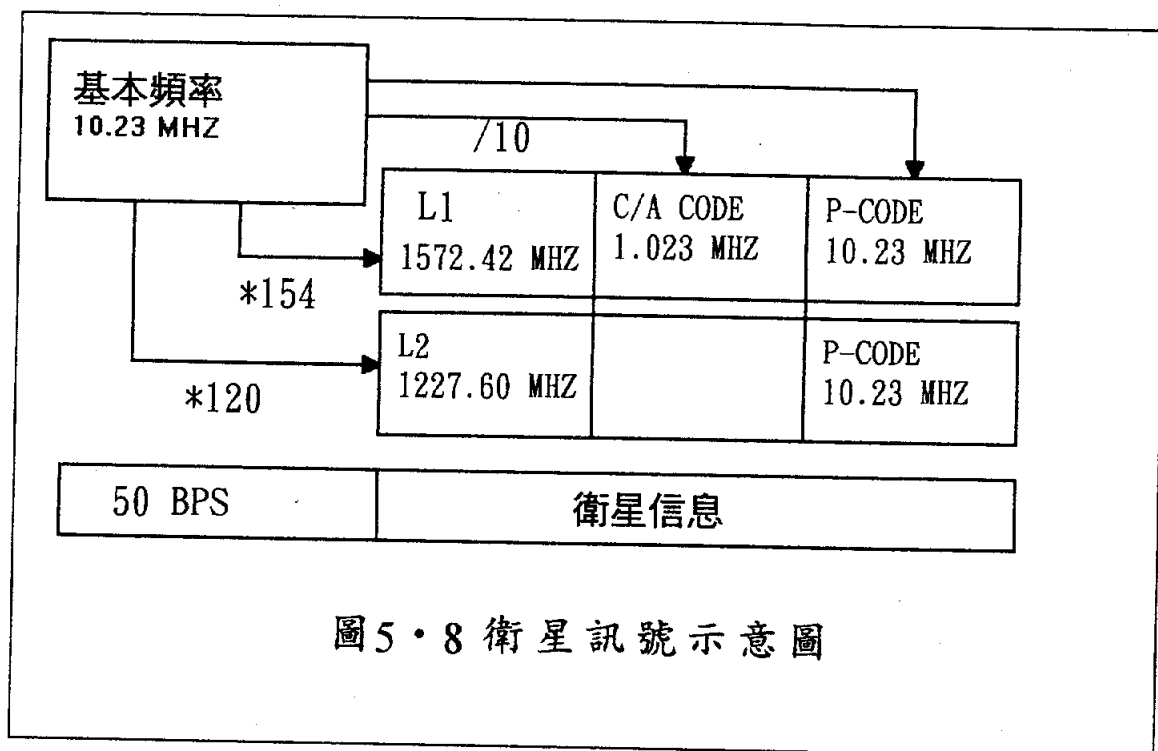 基本頻率
10.23 MHZ
/10
L1
1572.42 MHZ
C/A CODE
1.023 MHZ
P-CODE
10.23 MHZ
*154
L2
1227.60 MHZ
P-CODE
10.23 MHZ
*120
50 BPS
衛星信息
圖5·8 衛星訊號示意圖